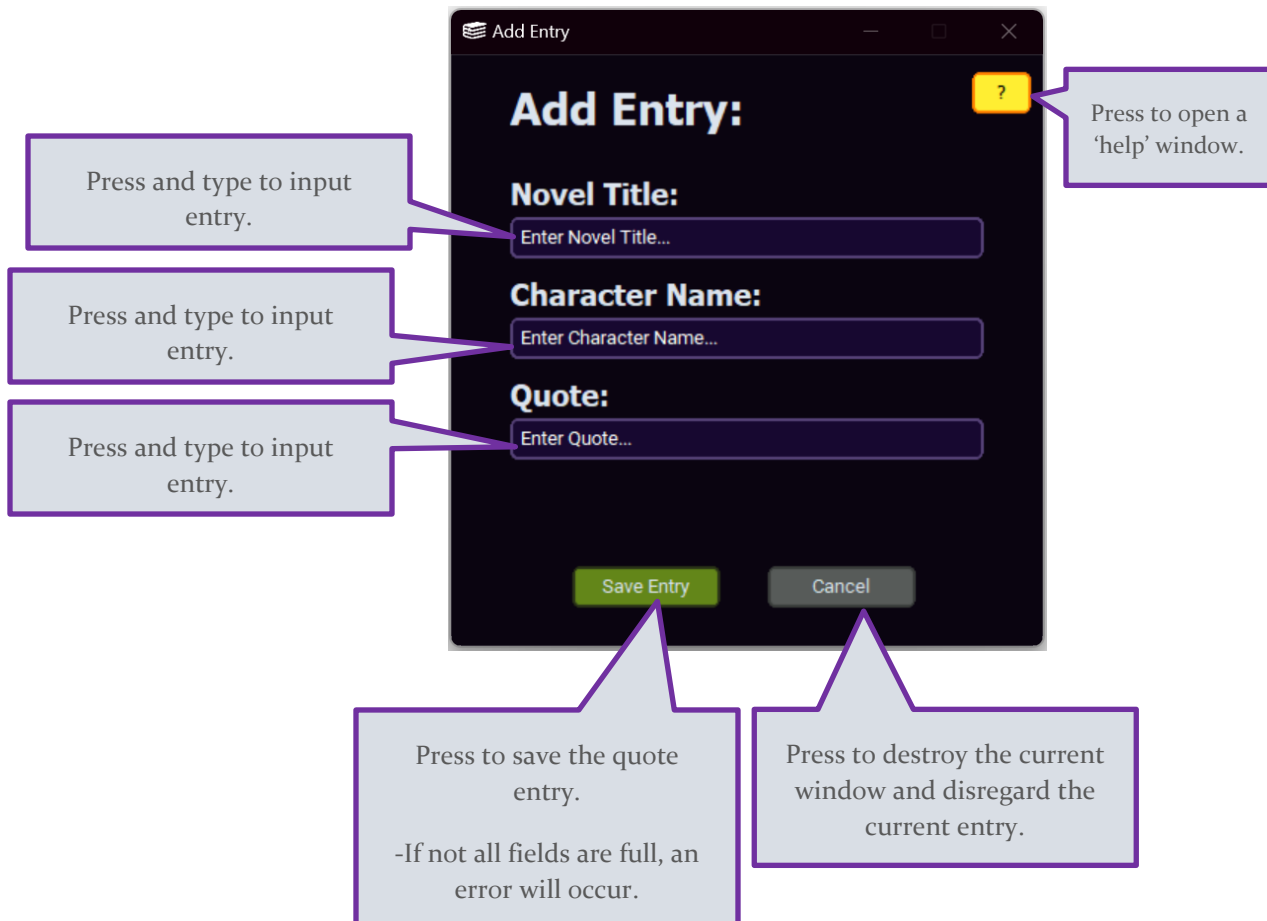 Add Entry
Add Entry:
?
Press to open a
‘help’ window.
Press and type to input
entry.
Novel Title:
Enter Novel Title...
Press and type to input
entry.
Character Name:
Enter Character Name...
Press and type to input
entry.
Quote:
Enter Quote...
Save Entry
Cancel
Press to save the quote
entry.
-If not all fields are full, an
error will occur.
Press to destroy the current
window and disregard the
current entry.